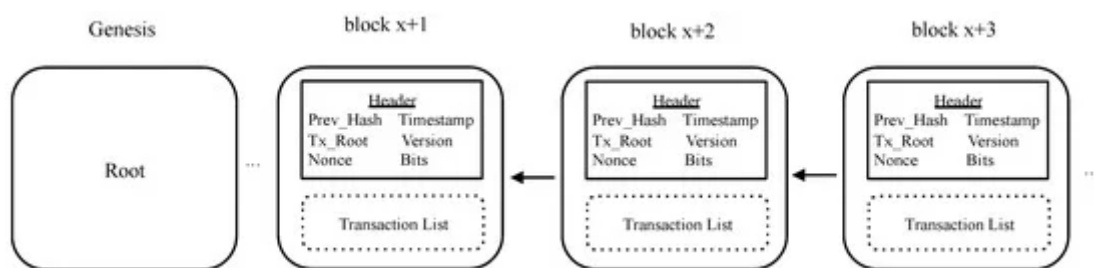 Genesis
block x+1
block x+2
block x+3
Root
...
Header
Prev_Hash Timestamp
Tx_Root Version
Nonce Bits
Transaction List
Header
Prev_Hash Timestamp
Tx_Root Version
Nonce Bits
Transaction List
Header
Prev_Hash Timestamp
Tx_Root Version
Nonce Bits
Transaction List
...